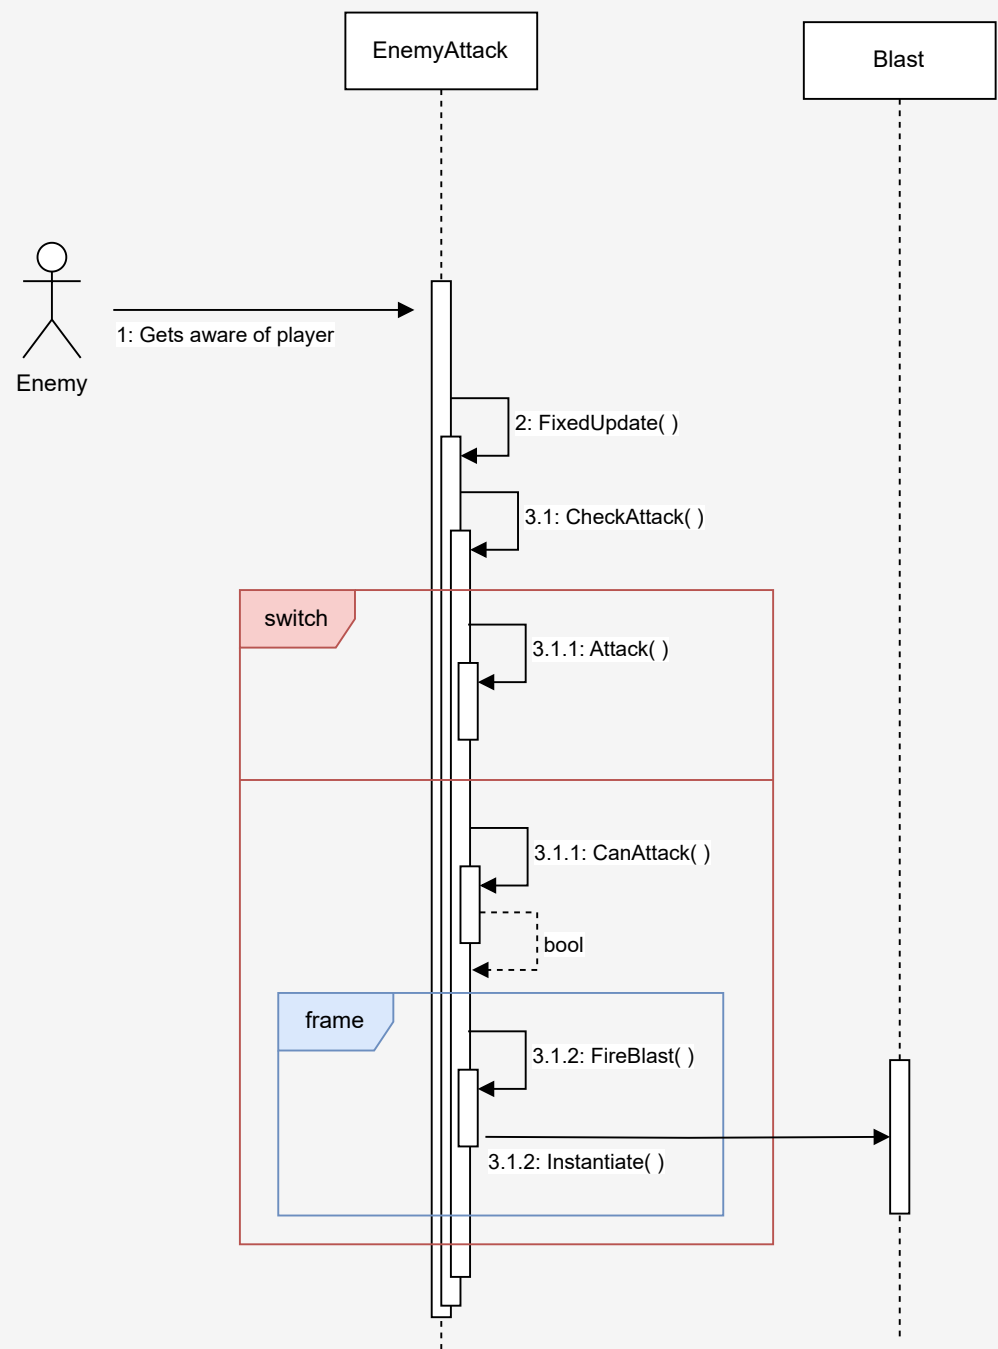 EnemyAttack
Blast
1: Gets aware of player
Enemy
2: FixedUpdate( )
3.1: CheckAttack( )
switch
3.1.1: Attack( )
3.1.1: CanAttack( )
bool
frame
3.1.2: FireBlast( )
3.1.2: Instantiate( )